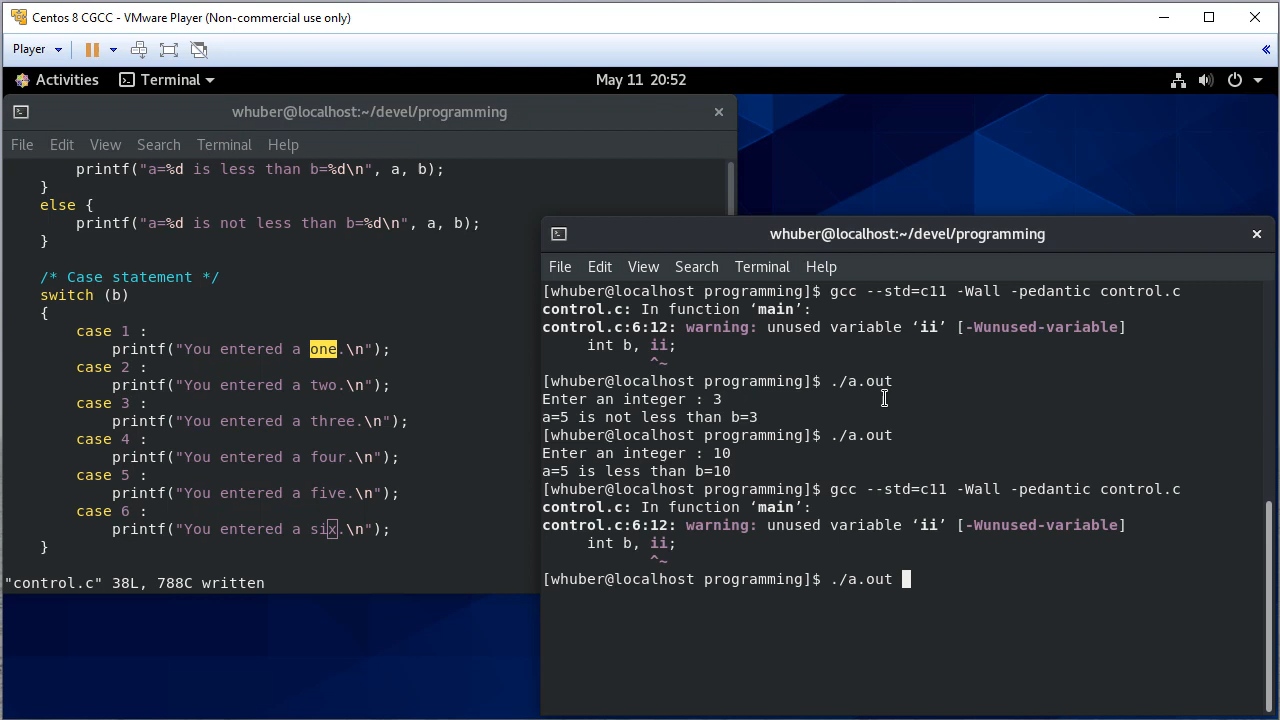 Centos 8 CGCC - VMware Player (Non-commercial use only)
Player
Activities Terminal May 11 20:52
whuber@localhost:~/devel/programming
File Edit View Search Terminal Help
printf("a=%d is less than b=%d\n", a, b);
}
else {
printf("a=%d is not less than b=%d\n", a, b);
}
/* Case statement */
switch (b)
{
case 1 :
printf("You entered a one.\n");
case 2 :
printf("You entered a two.\n");
case 3 :
printf("You entered a three.\n");
case 4 :
printf("You entered a four.\n");
case 5 :
printf("You entered a five.\n");
case 6 :
printf("You entered a six.\n");
}
"control.c" 38L, 788C written
whuber@localhost:~/devel/programming
File Edit View Search Terminal Help
[whuber@localhost programming]$ gcc --std=c11 -Wall -pedantic control.c
control.c: In function ‘main’:
control.c:6:12: warning: unused variable ‘ii’ [-Wunused-variable]
int b, ii;
^~
[whuber@localhost programming]$ ./a.out
Enter an integer : 3
a=5 is not less than b=3
[whuber@localhost programming]$ ./a.out
Enter an integer : 10
a=5 is less than b=10
[whuber@localhost programming]$ gcc --std=c11 -Wall -pedantic control.c
control.c: In function ‘main’:
control.c:6:12: warning: unused variable ‘ii’ [-Wunused-variable]
int b, ii;
^~
[whuber@localhost programming]$ ./a.out